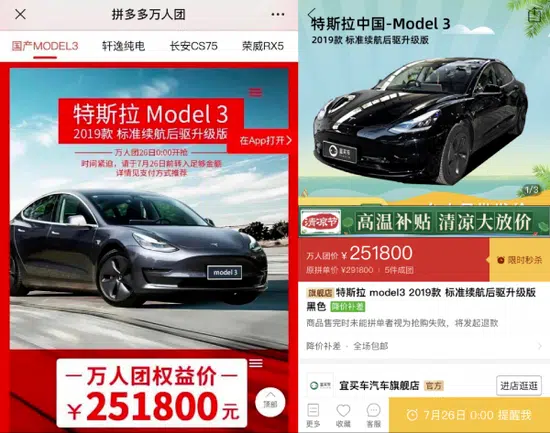 拼多多万人团
国产MODEL3
轩逸纯电
长安CS75
荣威RX5
特斯拉 Model 3
2019款 标准续航后驱升级版
在App打开
万人团26日0:00开抢
时间紧迫，请于7月26日前转入足够金额
详情见支付方式推荐
model 3
万人团权益价
¥251800元
顶部
特斯拉中国-Model 3
2019款 标准续航后驱升级版
宜买车
1/3
清凉节
高温补贴 清凉大放价
万人团价 ¥251800
原拼单价 ¥291800 | 5件成团
限时秒杀
旗舰店 特斯拉 model3 2019款 标准续航后驱升级版
黑色 降价补差
商品售完时未能拼单者视为抢购失败，将发起退款
降价补差 · 全场包邮
宜买车汽车旗舰店 官方
进店逛逛
更多
收藏
客服
7月26日 0:00 提醒我